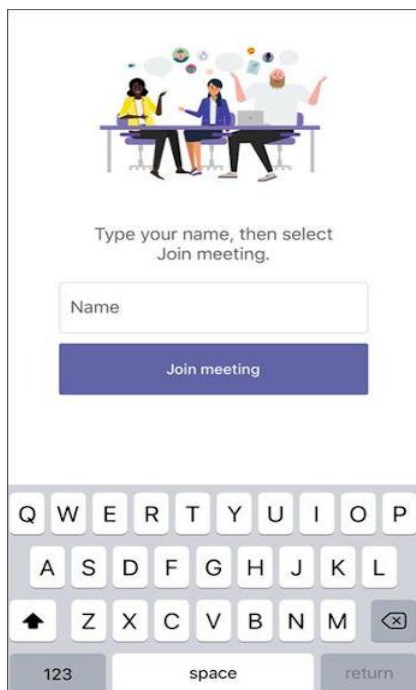 Type your name, then select
Join meeting.
Name
Join meeting
Q W E R T Y U I O P
A S D F G H J K L
Z X C V B N M
123 space return